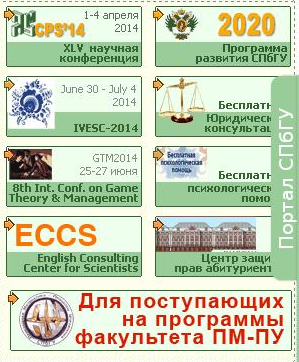 CPS'14
1-4 апреля
2014
XLV научная
конференция
2020
Программа
развития СПбГУ
June 30 - July 4
2014
IVESC-2014
Бесплатн
Юридическ
консультац
GTM2014
25-27 июня
8th Int. Conf. on Game
Theory & Management
Бесплатная
психологическая
помощь
Бесплатн
психологическ
помо
ECCS
English Consulting
Center for Scientists
Центр защи
прав абитуриент
Портал СПбГУ
Для поступающих
на программы
факультета ПМ-ПУ